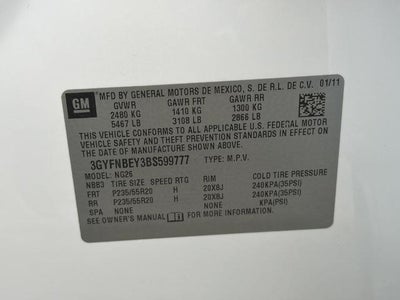 GM
MFD BY GENERAL MOTORS DE MEXICO, S. DE R.L. DE C.V. 01/11
GVWR GAWR FRT GAWR RR
2480 KG 1410 KG 1300 KG
5467 LB 3108 LB 2866 LB
THIS VEHICLE CONFORMS TO ALL APPLICABLE U.S. FEDERAL MOTOR
VEHICLE SAFETY AND THEFT PREVENTION STANDARDS IN EFFECT ON
THE DATE OF MANUFACTURE SHOWN ABOVE.
3GYFNBEY3BS599777 TYPE: M.P.V.
MODEL: NG26
NBB3 TIRE SIZE SPEED RTG RIM COLD TIRE PRESSURE
FRT P235/55R20 H 20X8J 240KPA(35PSI)
RR P235/55R20 H 20X8J 240KPA(35PSI)
SPA NONE NONE KPA(PSI)
SEE OWNER'S MANUAL FOR MORE INFORMATION.